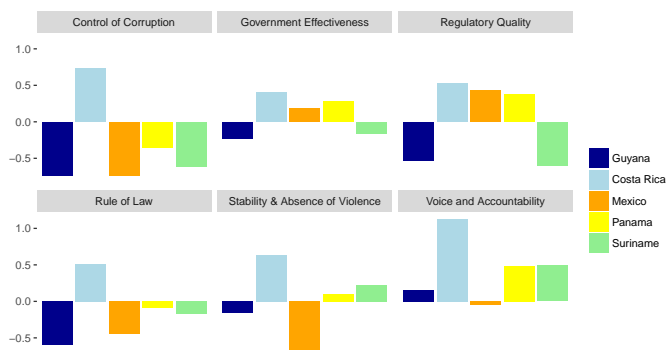 Control of Corruption Government Effectiveness Regulatory Quality
1.0
0.5
0.0
−0.5
Rule of Law Stability & Absence of Violence Voice and Accountability
1.0
0.5
0.0
−0.5
Guyana
Costa Rica
Mexico
Panama
Suriname